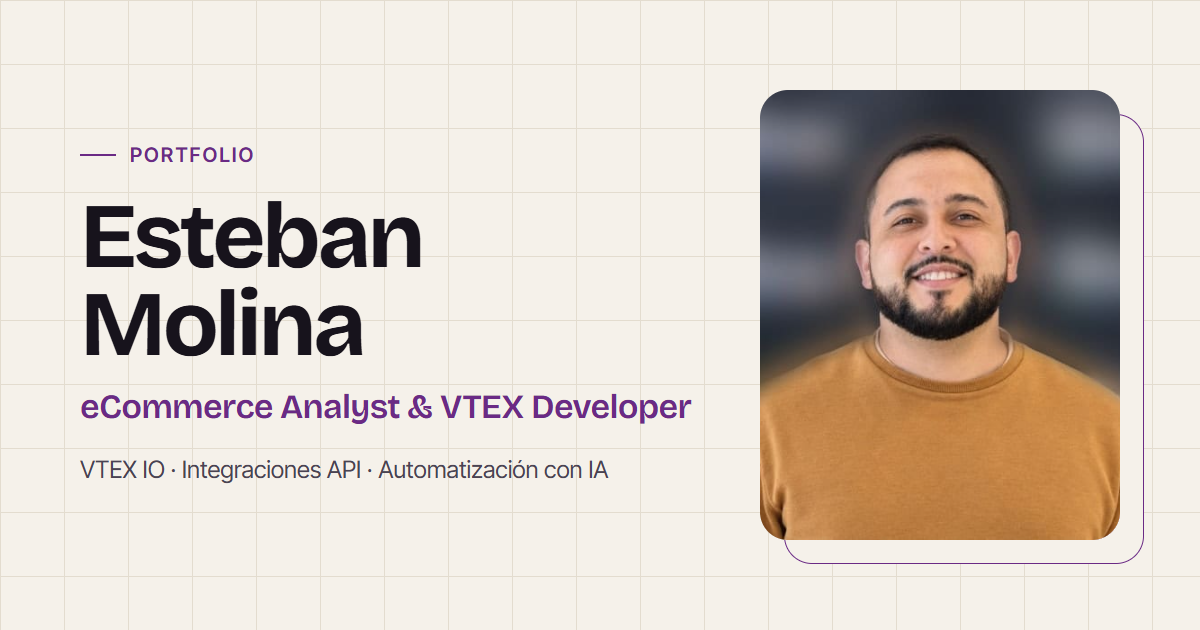 PORTFOLIO
Esteban
Molina
eCommerce Analyst & VTEX Developer
VTEX IO · Integraciones API · Automatización con IA